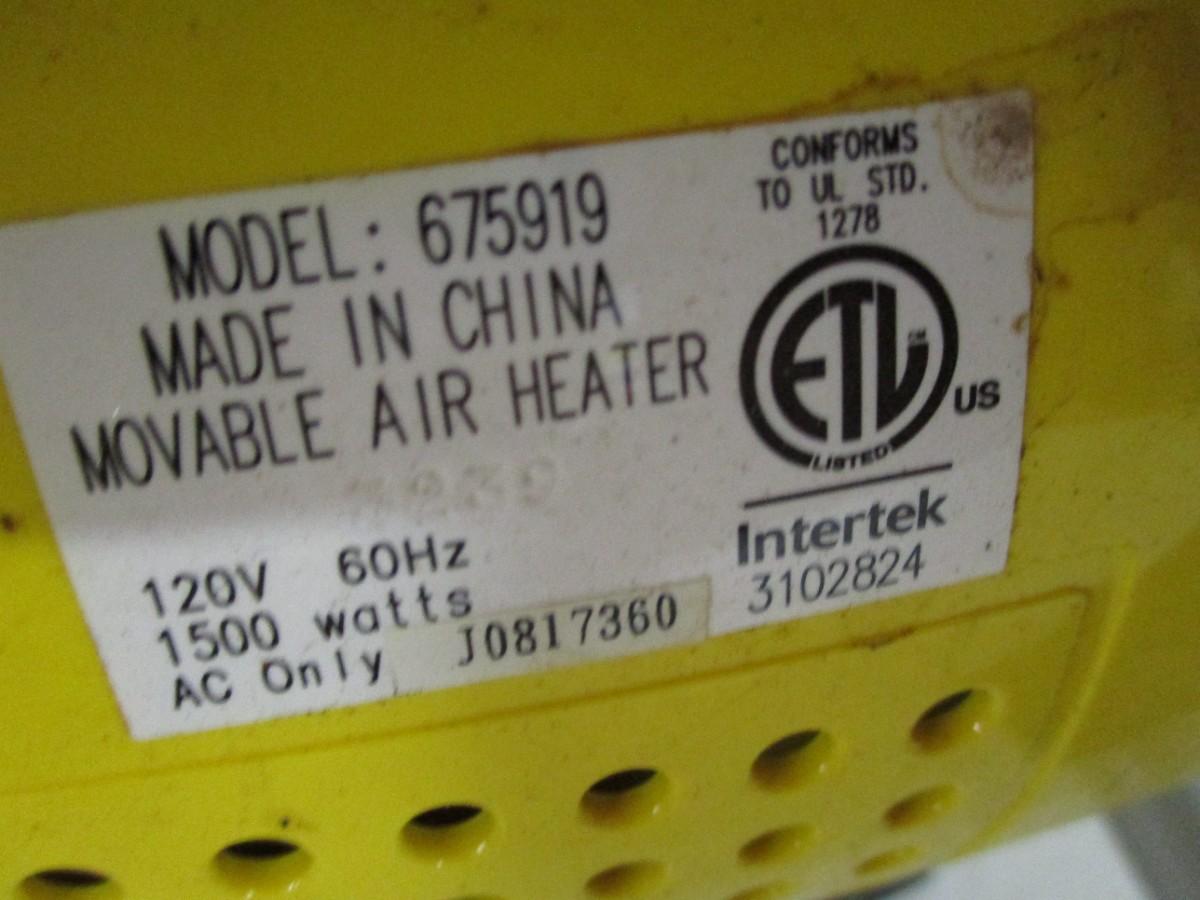 MODEL: 675919
MADE IN CHINA
MOVABLE AIR HEATER
120V 60Hz
1500 watts
AC Only
J0817360
CONFORMS
TO UL STD.
1278
ETL
CM
LISTED
US
Intertek
3102824